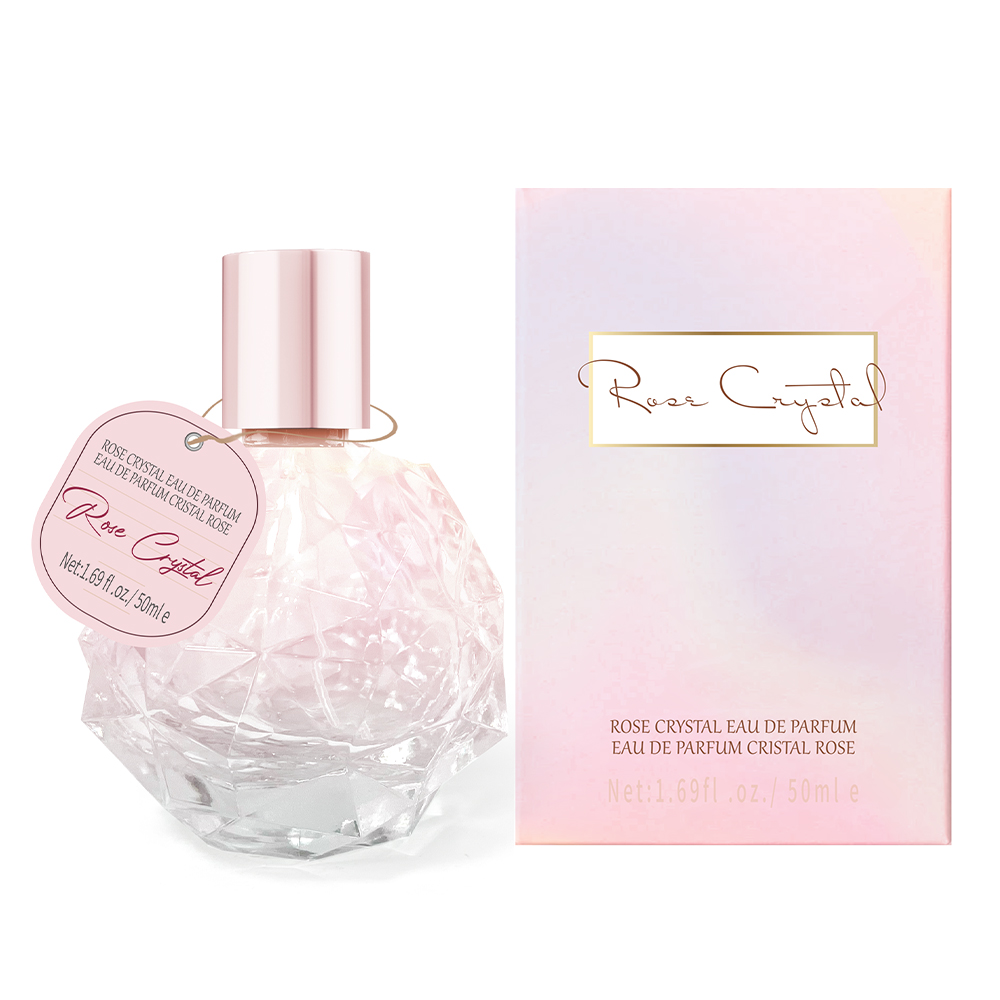 ROSE CRYSTAL EAU DE PARFUM
EAU DE PARFUM CRISTAL ROSE
Rose Crystal
Net:1.69 fl .oz./ 50ml e
Rose Crystal
ROSE CRYSTAL EAU DE PARFUM
EAU DE PARFUM CRISTAL ROSE
Net:1.69fl .oz./ 50ml e